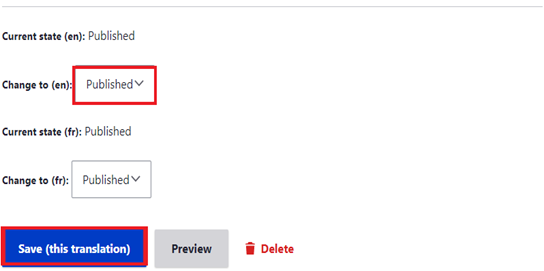 Current state (en): Published
Change to (en): Published
Current state (fr): Published
Change to (fr): Published
Save (this translation) Preview Delete